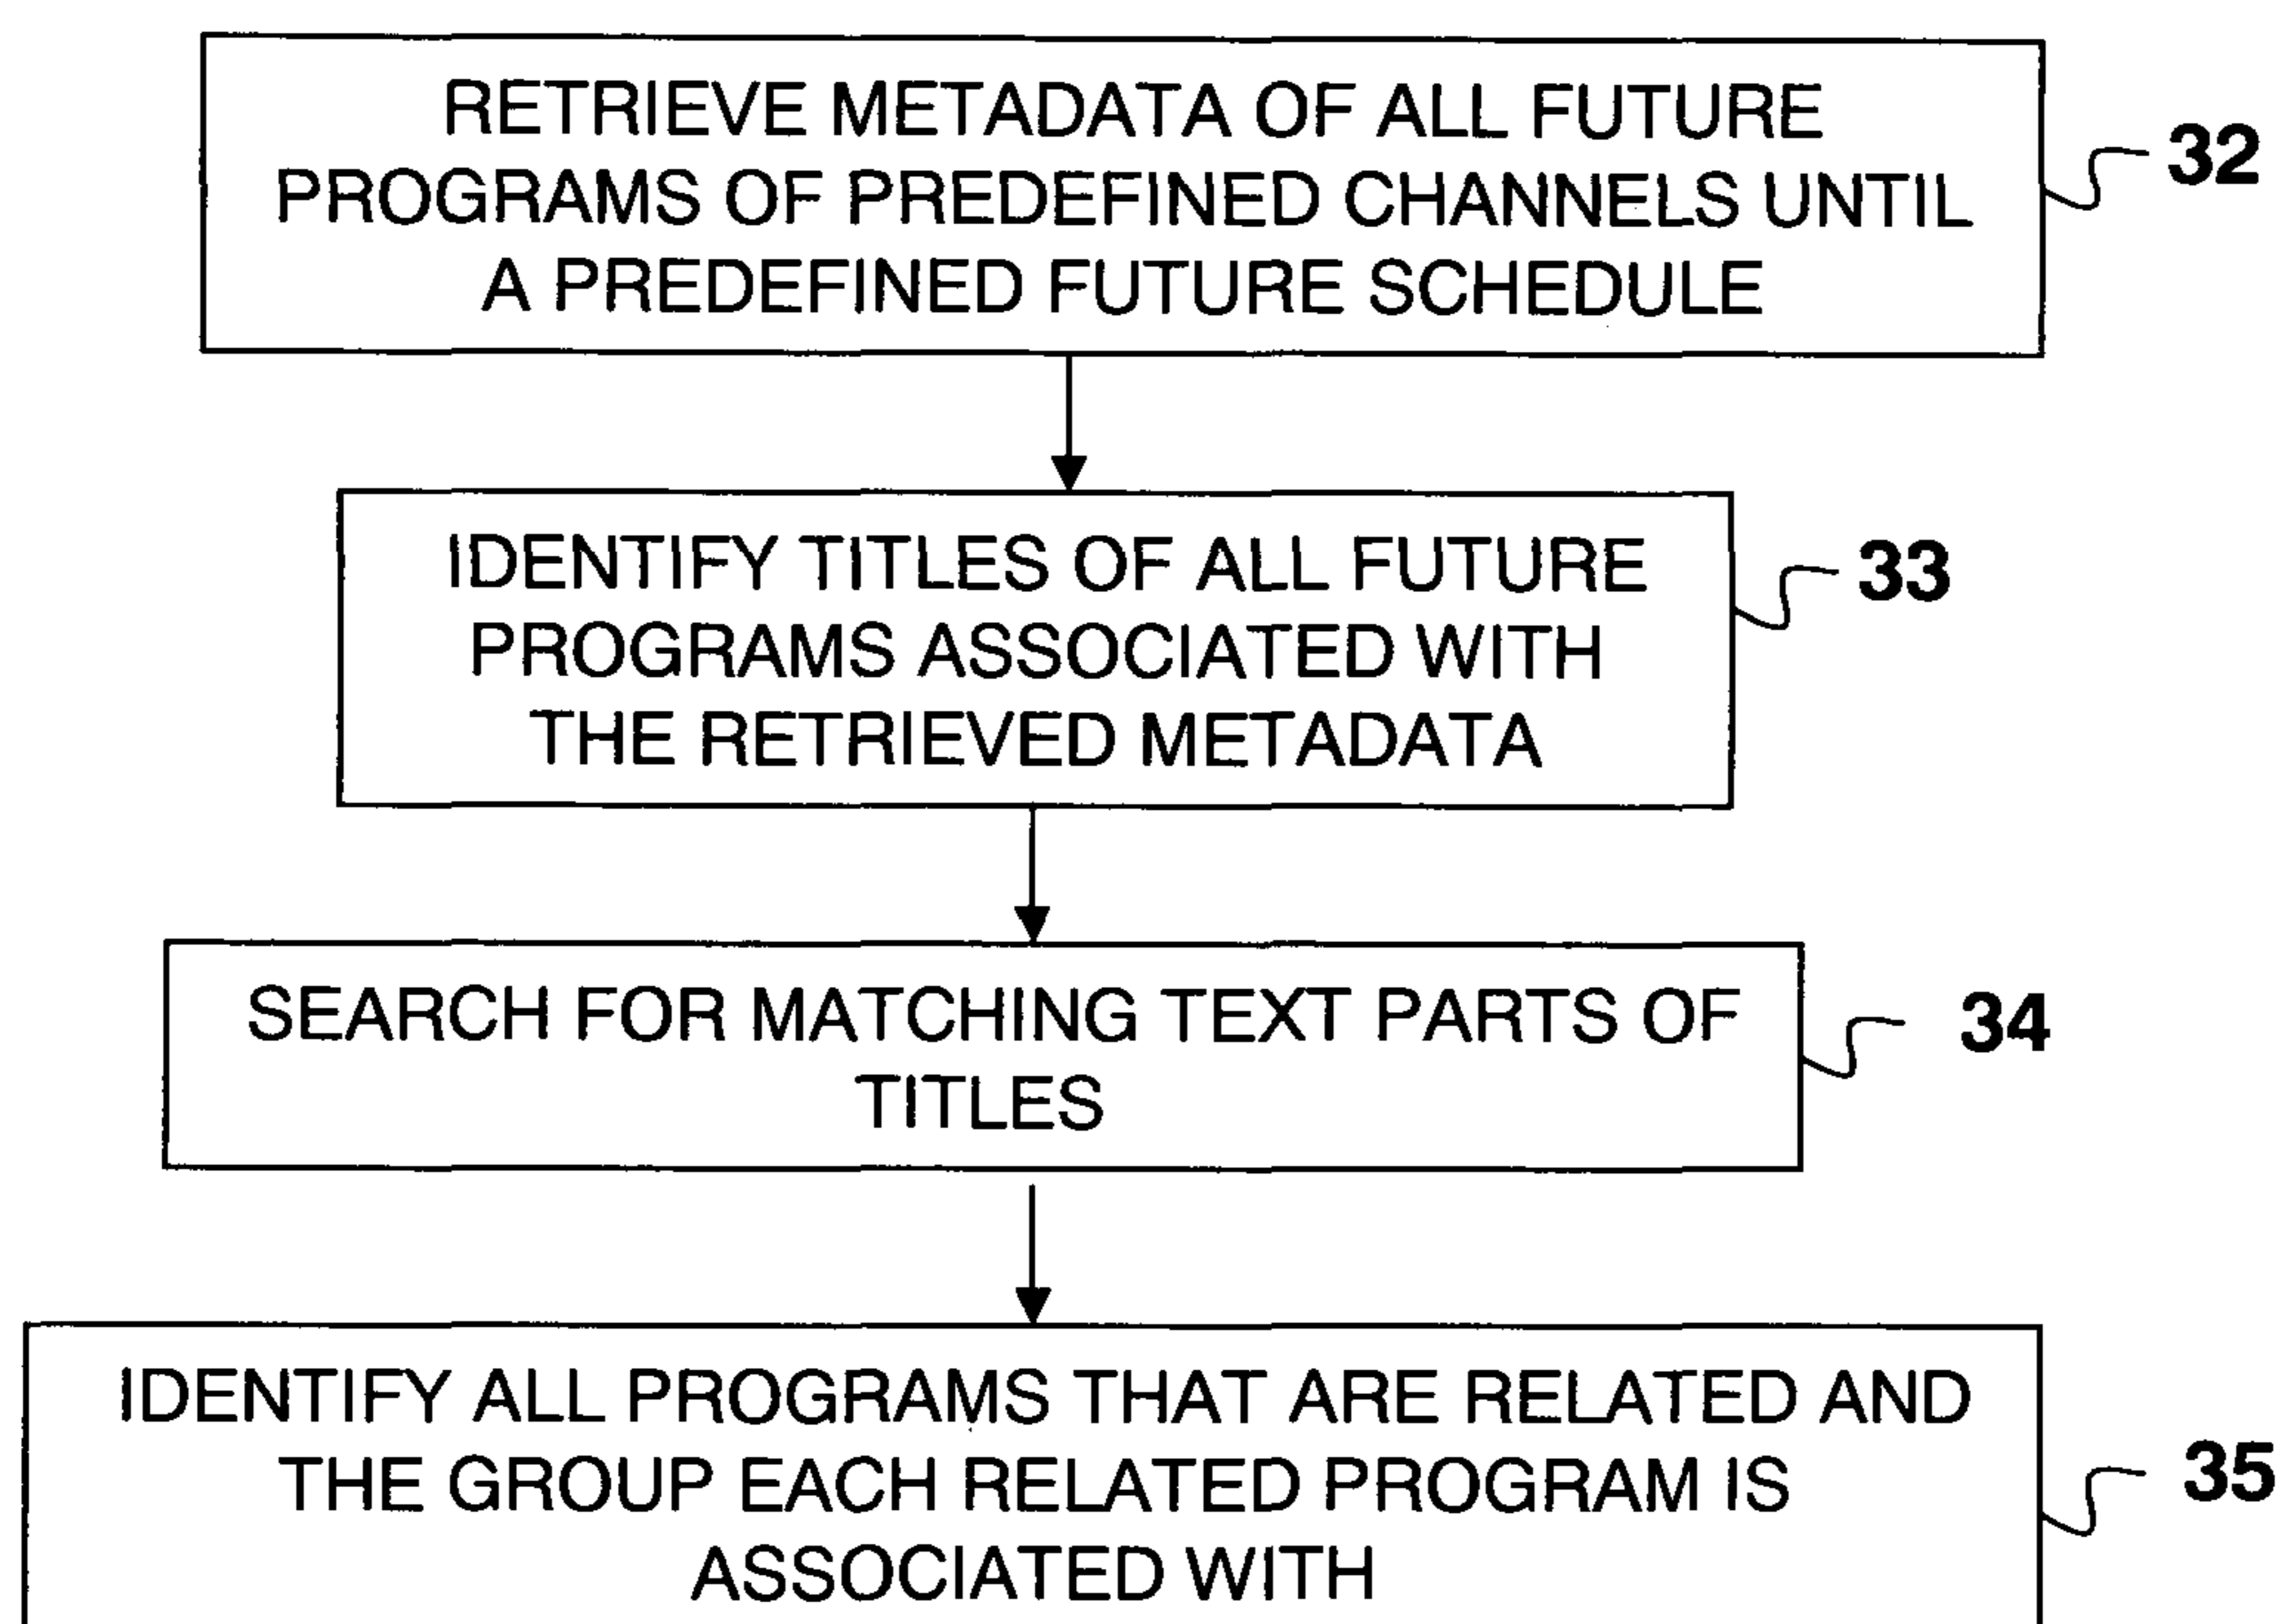 RETRIEVE METADATA OF ALL FUTURE
PROGRAMS OF PREDEFINED CHANNELS UNTIL
A PREDEFINED FUTURE SCHEDULE
32
IDENTIFY TITLES OF ALL FUTURE
PROGRAMS ASSOCIATED WITH
THE RETRIEVED METADATA
33
SEARCH FOR MATCHING TEXT PARTS OF
TITLES
34
IDENTIFY ALL PROGRAMS THAT ARE RELATED AND
THE GROUP EACH RELATED PROGRAM IS
ASSOCIATED WITH
35